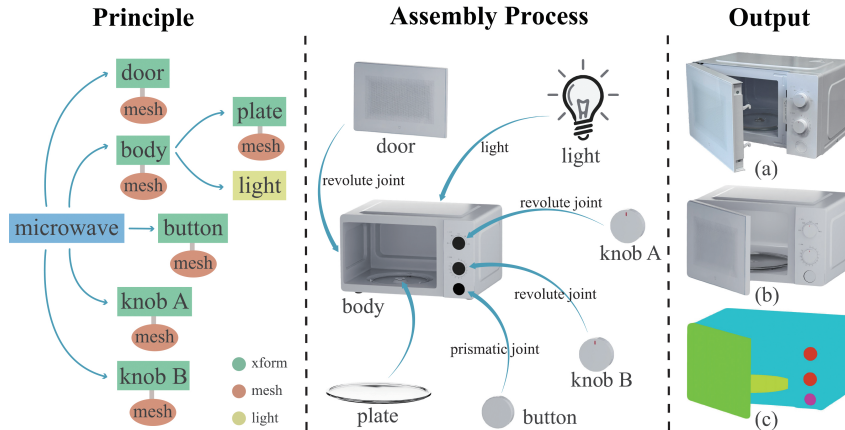 Principle
door
mesh
plate
mesh
body
mesh
light
microwave
button
mesh
knob A
mesh
knob B
mesh
xform
mesh
light
Assembly Process
door
light
light
revolute joint
revolute joint
knob A
body
revolute joint
prismatic joint
knob B
plate
button
Output
(a)
(b)
(c)